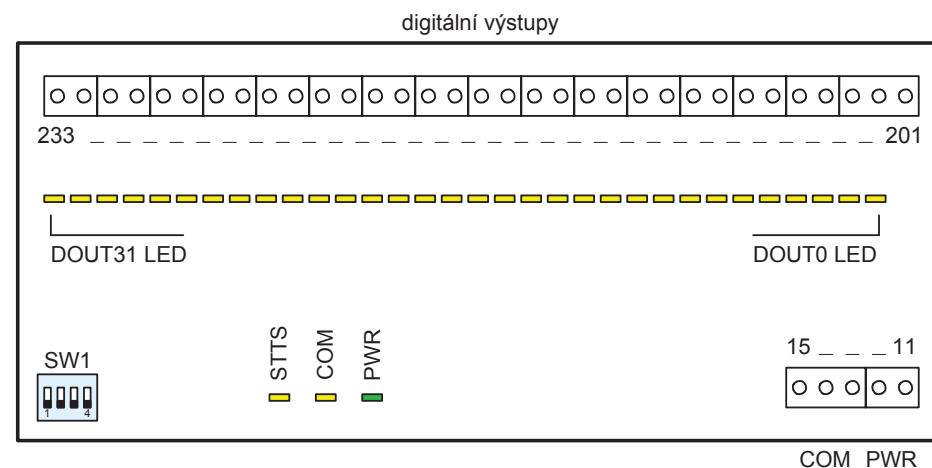 digitální výstupy
233 _ _ _ _ _ _ _ _ _ _ _ _ _ _ _ _ _ _ _ _ _ _ _ _ _ _ _ _ _ _ 201
DOUT31 LED DOUT0 LED
STTS COM PWR
SW1
1 4
15 _ _ _ 11
COM PWR